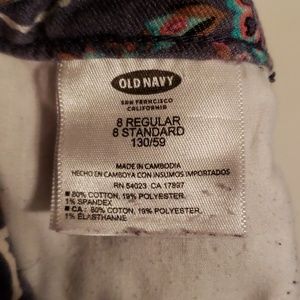 OLD NAVY
SAN FRANCISCO
CALIFORNIA
8 REGULAR
8 STANDARD
130/59
MADE IN CAMBODIA
HECHO EN CAMBOYA CON INSUMOS IMPORTADOS
RN 54023 CA 17897
80% COTTON, 19% POLYESTER,
1% SPANDEX
CA: 80% COTON, 19% POLYESTER,
1% ÉLASTHANNE